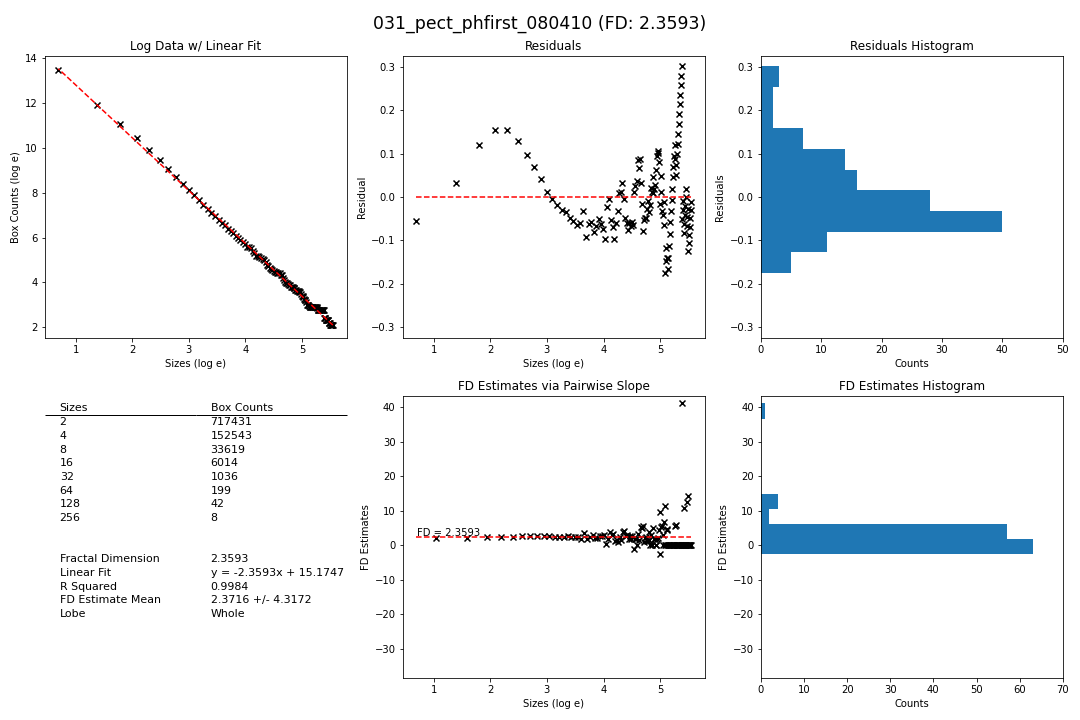 031_pect_phfirst_080410 (FD: 2.3593)
Log Data w/ Linear Fit
Box Counts (log e)
14
12
10
8
6
4
2
1 2 3 4 5
Sizes (log e)
Residuals
Residual
0.3
0.2
0.1
0.0
−0.1
−0.2
−0.3
1 2 3 4 5
Sizes (log e)
Residuals Histogram
Residuals
0.3
0.2
0.1
0.0
−0.1
−0.2
−0.3
0 10 20 30 40 50
Counts
Sizes Box Counts
2 717431
4 152543
8 33619
16 6014
32 1036
64 199
128 42
256 8
Fractal Dimension 2.3593
Linear Fit y = -2.3593x + 15.1747
R Squared 0.9984
FD Estimate Mean 2.3716 +/- 4.3172
Lobe Whole
FD Estimates via Pairwise Slope
FD Estimates
40
30
20
10
0
−10
−20
−30
FD = 2.3593
1 2 3 4 5
Sizes (log e)
FD Estimates Histogram
FD Estimates
40
30
20
10
0
−10
−20
−30
0 10 20 30 40 50 60 70
Counts